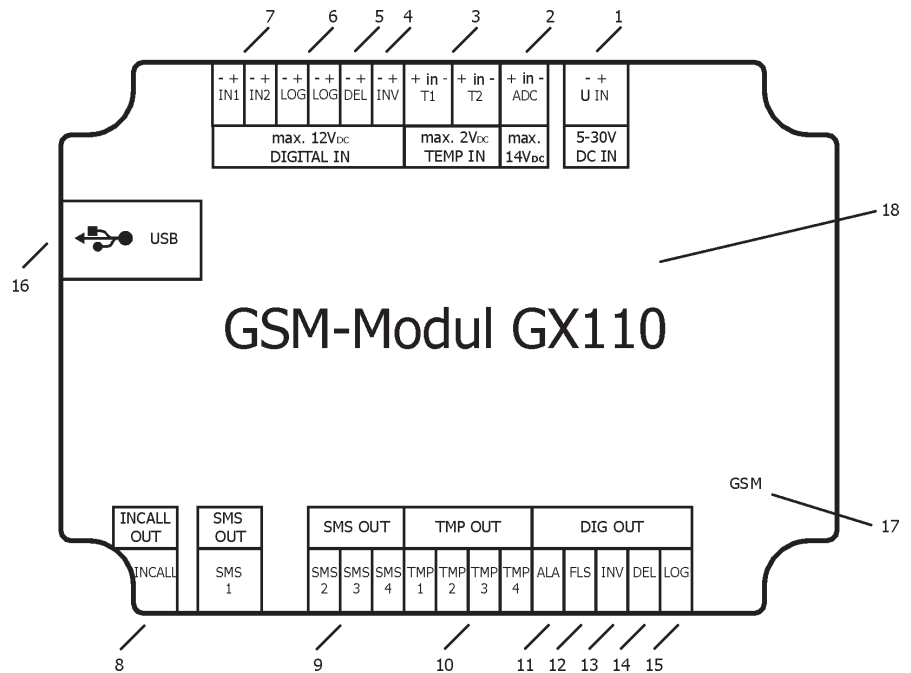 7 6 5 4 3 2 1
- + - + - + - + - + - + + in - + in - + in - - +
IN1 IN2 LOG LOG DEL INV T1 T2 ADC U IN
max. 12VDC max. 2VDC max. 5-30V
DIGITAL IN TEMP IN 14VDC DC IN
18
USB
16
GSM-Modul GX110
GSM
17
INCALL SMS
OUT OUT
SMS OUT TMP OUT DIG OUT
INCALL SMS SMS SMS SMS TMP TMP TMP TMP ALA FLS INV DEL LOG
1 2 3 4 1 2 3 4
8 9 10 11 12 13 14 15